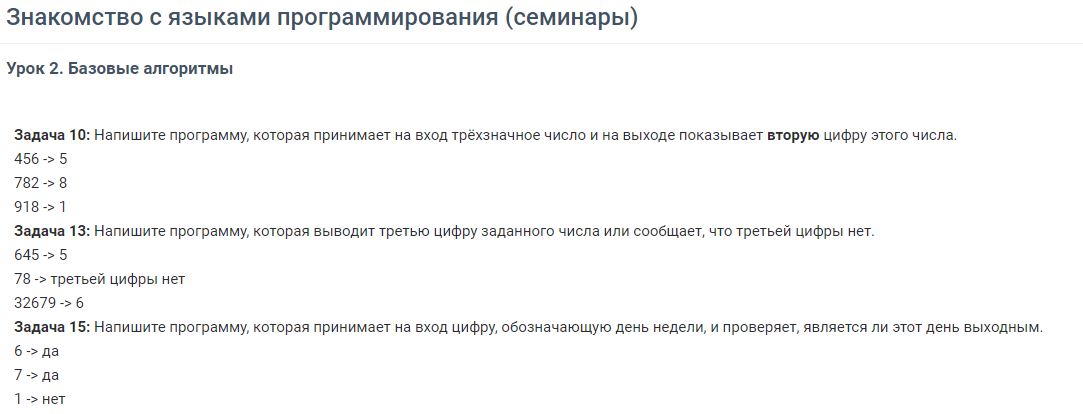 Знакомство с языками программирования (семинары)
Урок 2. Базовые алгоритмы
Задача 10: Напишите программу, которая принимает на вход трёхзначное число и на выходе показывает вторую цифру этого числа.
456 -> 5
782 -> 8
918 -> 1
Задача 13: Напишите программу, которая выводит третью цифру заданного числа или сообщает, что третьей цифры нет.
645 -> 5
78 -> третьей цифры нет
32679 -> 6
Задача 15: Напишите программу, которая принимает на вход цифру, обозначающую день недели, и проверяет, является ли этот день выходным.
6 -> да
7 -> да
1 -> нет